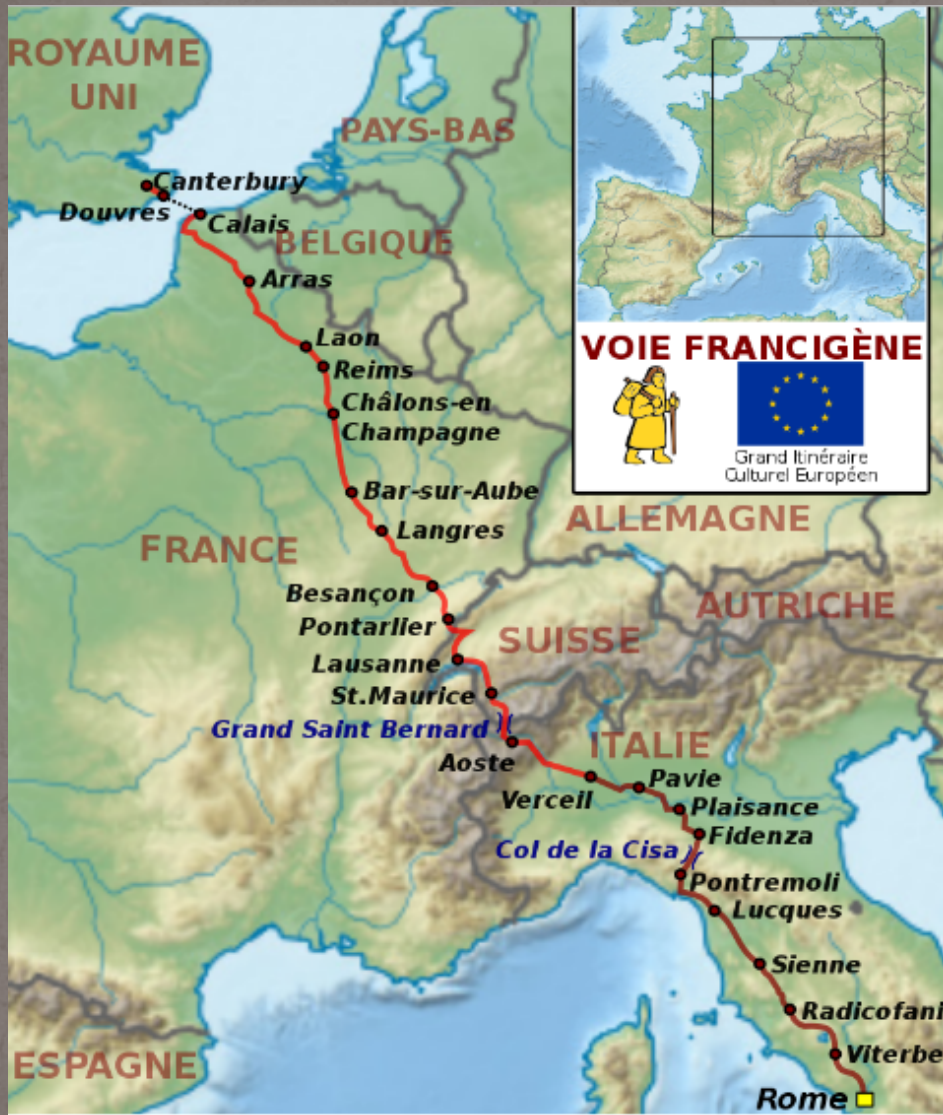 ROYAUME
UNI
PAYS-BAS
Canterbury
Douvres
Calais
BELGIQUE
Arras
Laon
Reims
VOIE FRANCIGÈNE
Grand Itinéraire
Culturel Européen
Châlons-en
Champagne
Bar-sur-Aube
ALLEMAGNE
Langres
FRANCE
Besançon
AUTRICHE
Pontarlier
SUISSE
Lausanne
St.Maurice
Grand Saint Bernard
ITALIE
Aoste
Pavie
Verceil
Plaisance
Fidenza
Col de la Cisa
Pontremoli
Lucques
Sienne
Radicofani
ESPAGNE
Viterbe
Rome